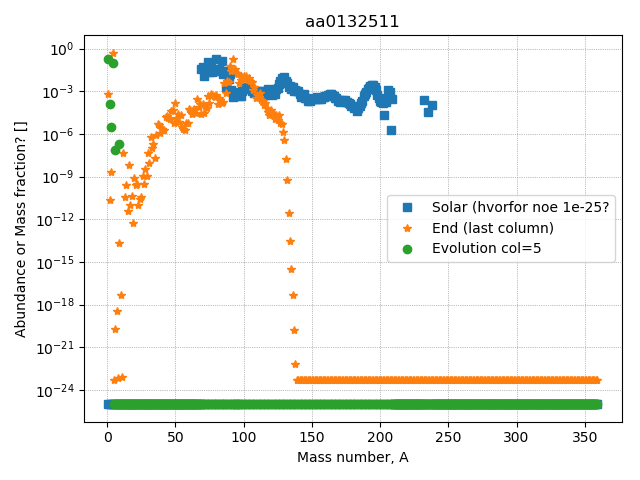 aa0132511
Abundance or Mass fraction? []
10^0
10^-3
10^-6
10^-9
10^-12
10^-15
10^-18
10^-21
10^-24
Solar (hvorfor noe 1e-25?
End (last column)
Evolution col=5
0 50 100 150 200 250 300 350
Mass number, A